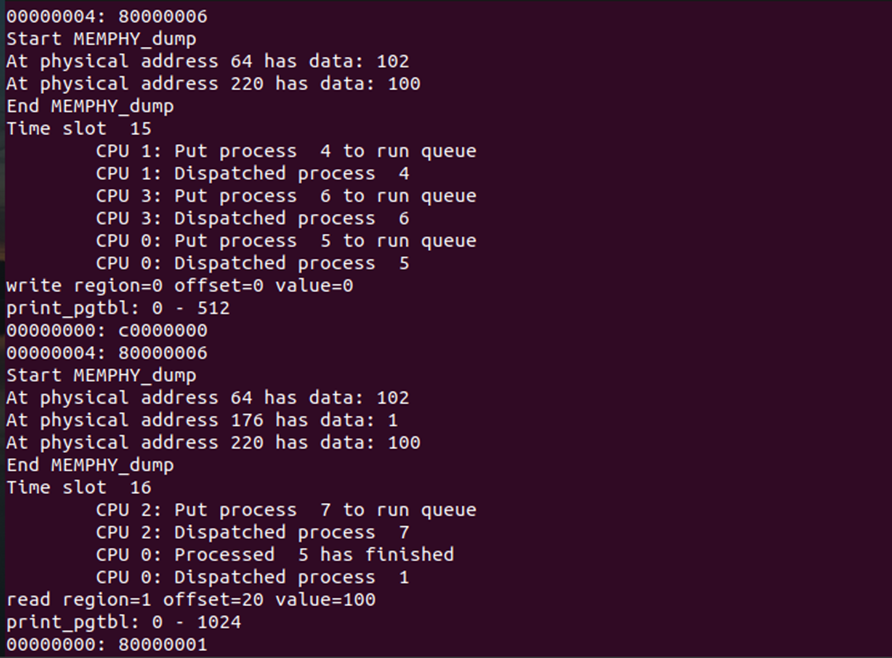 00000004: 80000006
Start MEMPHY_dump
At physical address 64 has data: 102
At physical address 220 has data: 100
End MEMPHY_dump
Time slot  15
        CPU 1: Put process  4 to run queue
        CPU 1: Dispatched process  4
        CPU 3: Put process  6 to run queue
        CPU 3: Dispatched process  6
        CPU 0: Put process  5 to run queue
        CPU 0: Dispatched process  5
write region=0 offset=0 value=0
print_pgtbl: 0 - 512
00000000: c0000000
00000004: 80000006
Start MEMPHY_dump
At physical address 64 has data: 102
At physical address 176 has data: 1
At physical address 220 has data: 100
End MEMPHY_dump
Time slot  16
        CPU 2: Put process  7 to run queue
        CPU 2: Dispatched process  7
        CPU 0: Processed  5 has finished
        CPU 0: Dispatched process  1
read region=1 offset=20 value=100
print_pgtbl: 0 - 1024
00000000: 80000001